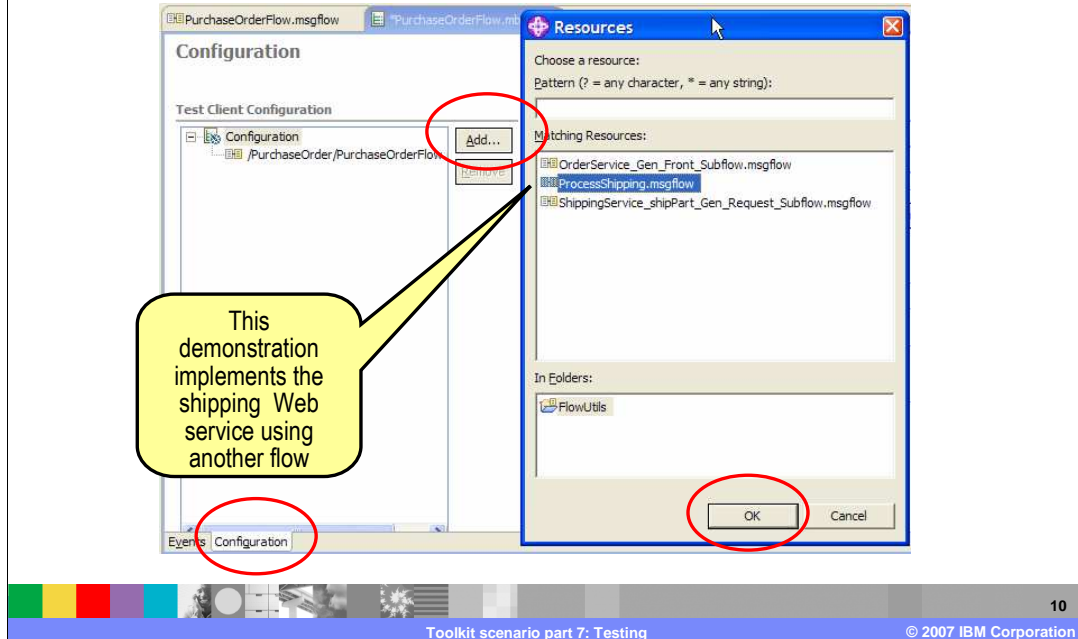 PurchaseOrderFlow.msgflow
*PurchaseOrderFlow.mb
Configuration
Test Client Configuration
Configuration
/PurchaseOrder/PurchaseOrderFlow
Add...
Remove
Resources
Choose a resource:
Pattern (? = any character, * = any string):
Matching Resources:
OrderService_Gen_Front_Subflow.msgflow
ProcessShipping.msgflow
ShippingService_shipPart_Gen_Request_Subflow.msgflow
In Folders:
FlowUtils
OK
Cancel
This
demonstration
implements the
shipping Web
service using
another flow
Events
Configuration
10
Toolkit scenario part 7: Testing
© 2007 IBM Corporation